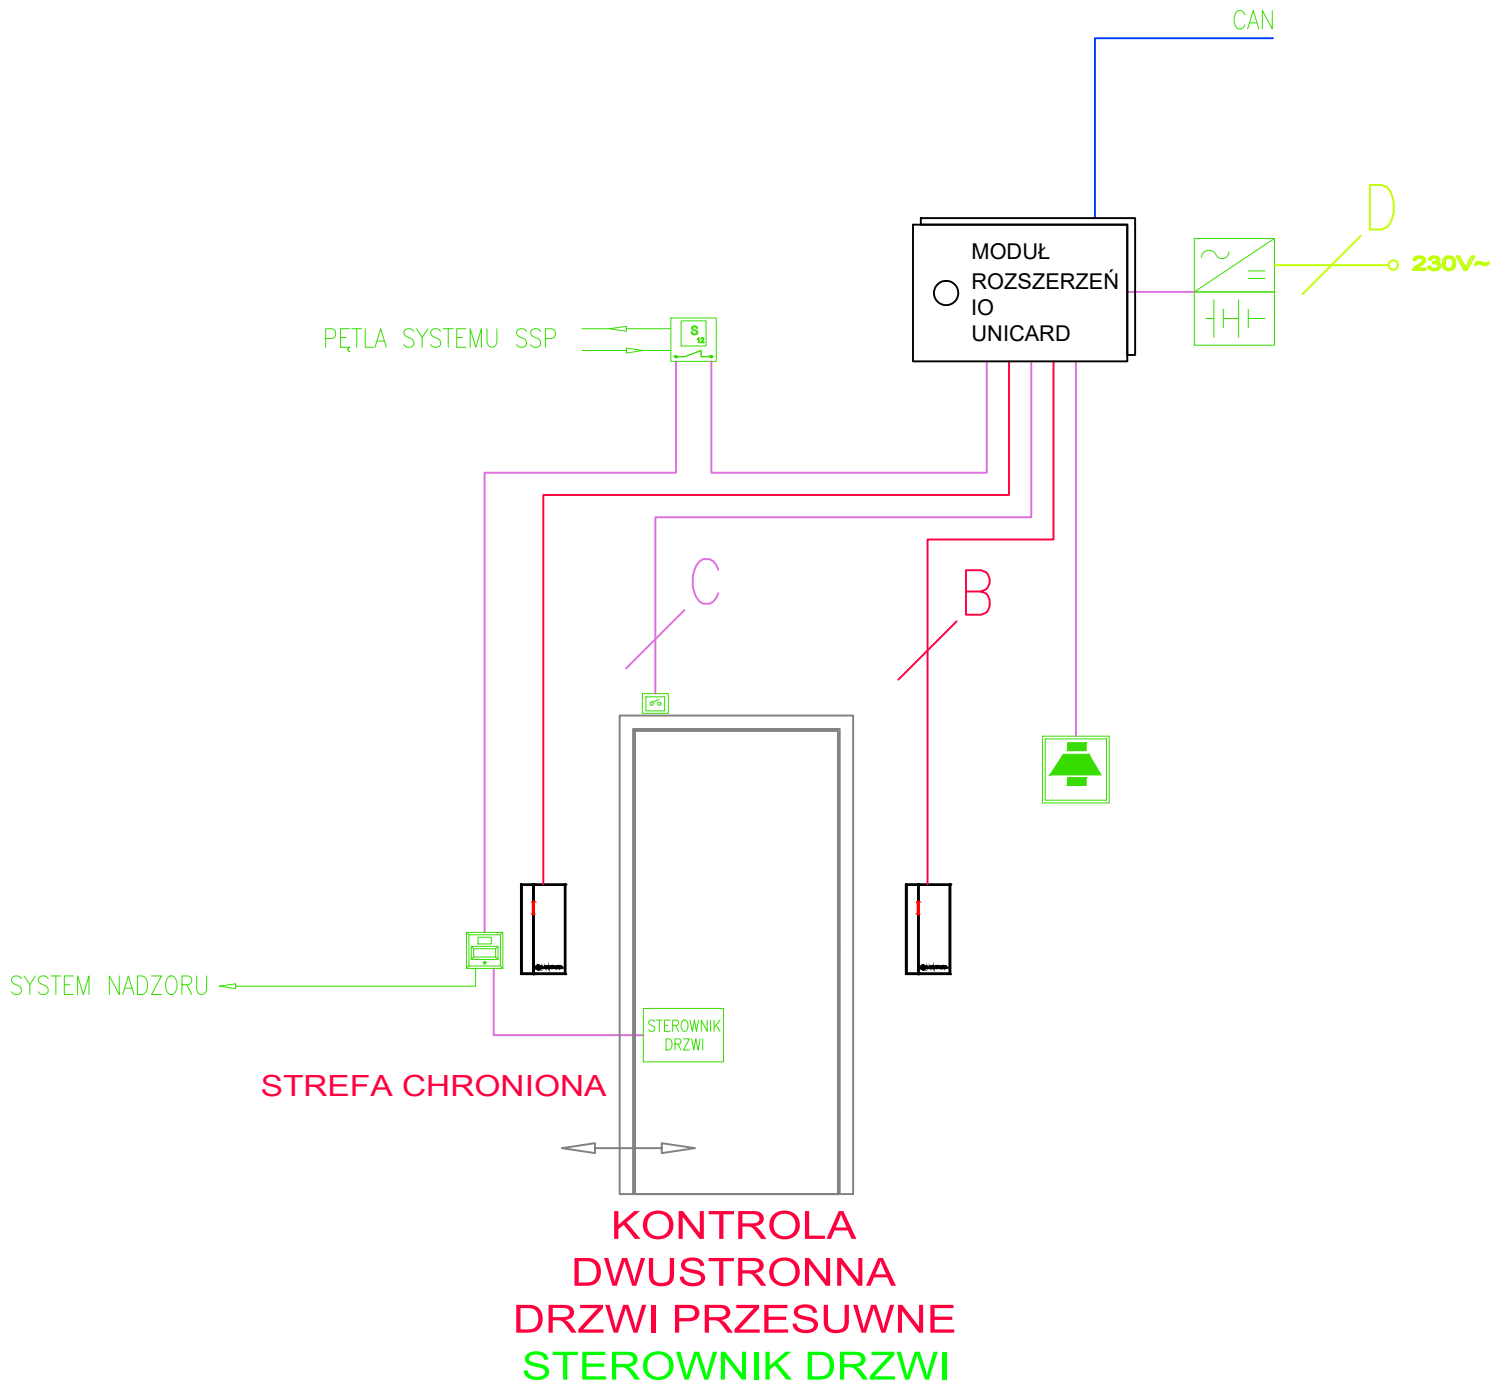 CAN
D
MODUŁ
ROZSZERZEŃ
IO
UNICARD
230V~
PĘTLA SYSTEMU SSP
S
12
C
B
SYSTEM NADZORU
STEROWNIK
DRZWI
STREFA CHRONIONA
KONTROLA
DWUSTRONNA
DRZWI PRZESUWNE
STEROWNIK DRZWI